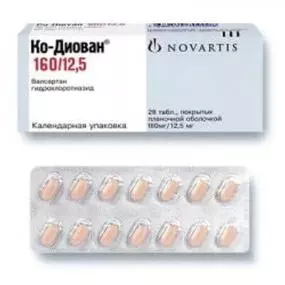 Ко-Диован®
160/12,5
Валсартан
гидрохлоротиазид
Календарная упаковка
NOVARTIS
28 табл., покрытых
пленочной оболочкой
160мг/12,5 мг